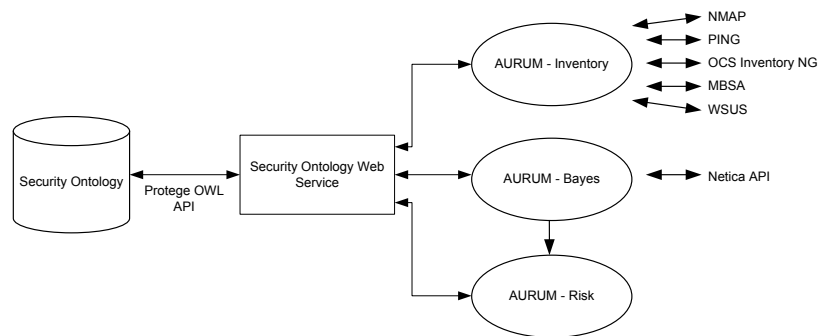 Security Ontology
Protege OWL
API
Security Ontology Web
Service
AURUM - Inventory
NMAP
PING
OCS Inventory NG
MBSA
WSUS
AURUM - Bayes
Netica API
AURUM - Risk